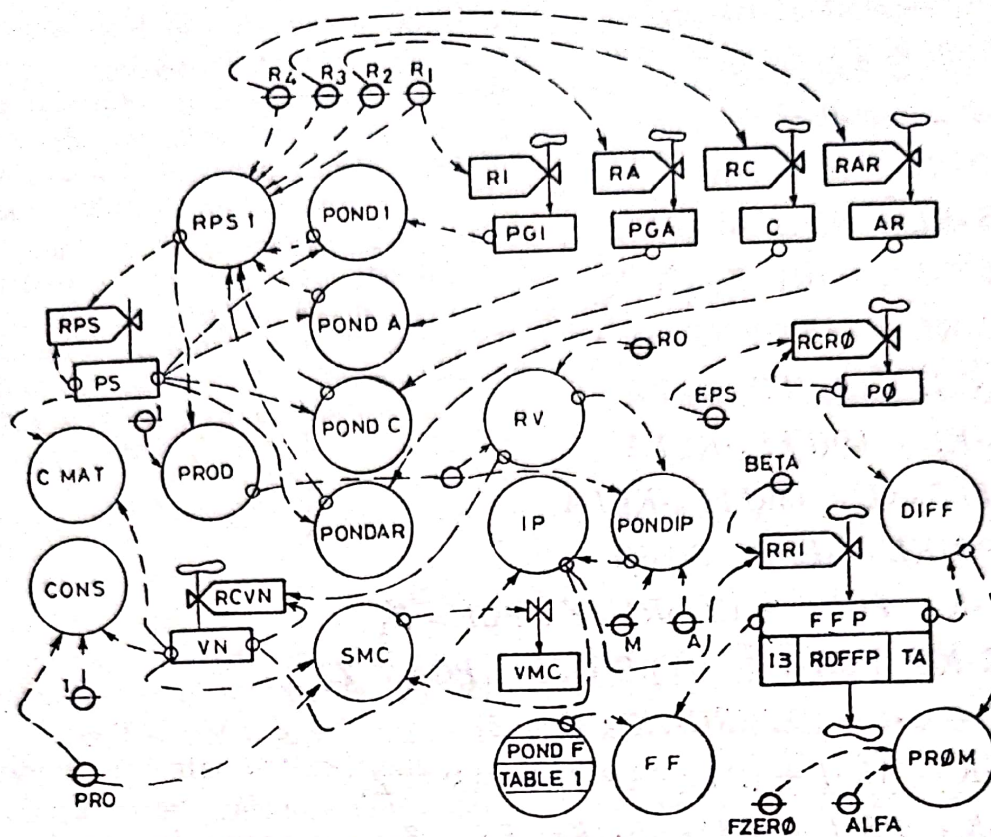 R4 R3 R2 R1
RI RA RC RAR
RPS 1 POND 1 PGI PGA C AR
RPS POND A RCRØ
PS RO PØ
I POND C RV EPS
C MAT PROD BETA
PONDAR IP PONDIP DIFF
CONS RCVN RRI
VN SMC M A FFP
1 VMC 13 RDFFP TA
PRO POND F FF PRØM
TABLE 1
FZERØ ALFA